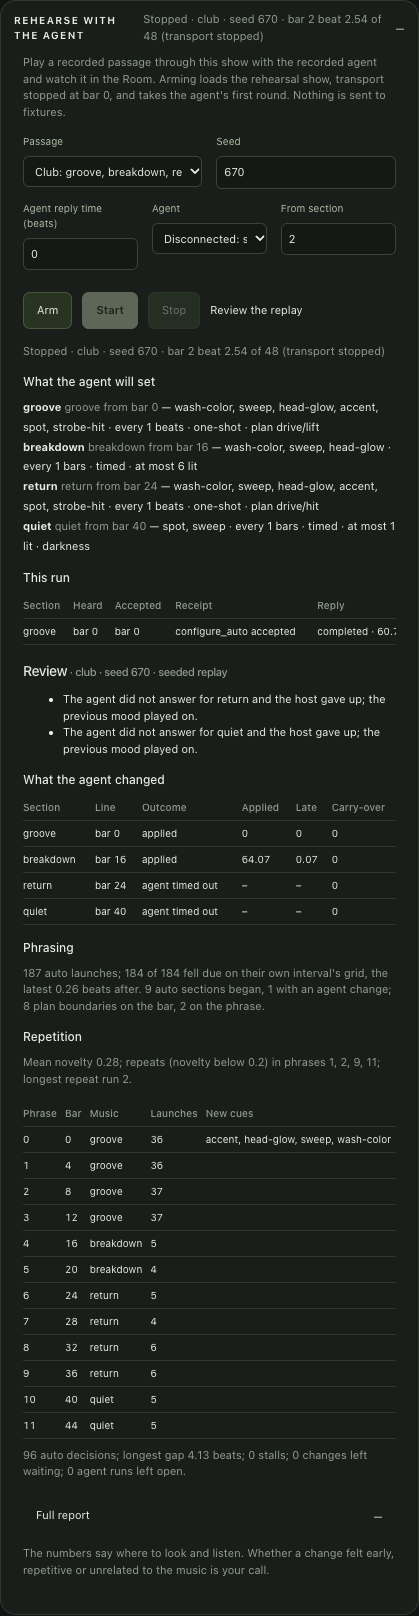 REHEARSE WITH
THE AGENT
Stopped · club · seed 670 · bar 2 beat 2.54 of
48 (transport stopped)
Play a recorded passage through this show with the recorded agent
and watch it in the Room. Arming loads the rehearsal show, transport
stopped at bar 0, and takes the agent's first round. Nothing is sent to
fixtures.
Passage
Seed
Club: groove, breakdown, re
670
Agent reply time
(beats)
Agent
From section
0
Disconnected: s
2
Arm
Start
Stop
Review the replay
Stopped · club · seed 670 · bar 2 beat 2.54 of 48 (transport stopped)
What the agent will set
groove groove from bar 0 — wash-color, sweep, head-glow, accent,
spot, strobe-hit · every 1 beats · one-shot · plan drive/lift
breakdown breakdown from bar 16 — wash-color, sweep, head-glow ·
every 1 bars · timed · at most 6 lit
return return from bar 24 — wash-color, sweep, head-glow, accent,
spot, strobe-hit · every 1 beats · one-shot · plan drive/hit
quiet quiet from bar 40 — spot, sweep · every 1 bars · timed · at most 1
lit · darkness
This run
Section Heard Accepted Receipt Reply
groove bar 0 bar 0 configure_auto accepted completed · 60.7
Review · club · seed 670 · seeded replay
• The agent did not answer for return and the host gave up; the
previous mood played on.
• The agent did not answer for quiet and the host gave up; the
previous mood played on.
What the agent changed
Section Line Outcome Applied Late Carry-over
groove bar 0 applied 0 0 0
breakdown bar 16 applied 64.07 0.07 0
return bar 24 agent timed out – – 0
quiet bar 40 agent timed out – – 0
Phrasing
187 auto launches; 184 of 184 fell due on their own interval's grid, the
latest 0.26 beats after. 9 auto sections began, 1 with an agent change;
8 plan boundaries on the bar, 2 on the phrase.
Repetition
Mean novelty 0.28; repeats (novelty below 0.2) in phrases 1, 2, 9, 11;
longest repeat run 2.
Phrase Bar Music Launches New cues
0 0 groove 36 accent, head-glow, sweep, wash-color
1 4 groove 36
2 8 groove 37
3 12 groove 37
4 16 breakdown 5
5 20 breakdown 4
6 24 return 5
7 28 return 4
8 32 return 6
9 36 return 6
10 40 quiet 5
11 44 quiet 5
96 auto decisions; longest gap 4.13 beats; 0 stalls; 0 changes left
waiting; 0 agent runs left open.
Full report
The numbers say where to look and listen. Whether a change felt early,
repetitive or unrelated to the music is your call.